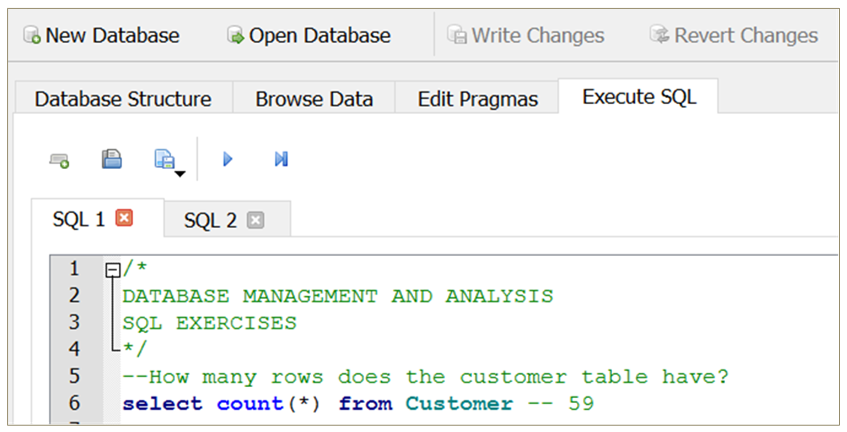 New Database Open Database Write Changes Revert Changes
Database Structure Browse Data Edit Pragmas Execute SQL
SQL 1 SQL 2
1 /*
2 DATABASE MANAGEMENT AND ANALYSIS
3 SQL EXERCISES
4 */
5 --How many rows does the customer table have?
6 select count(*) from Customer -- 59